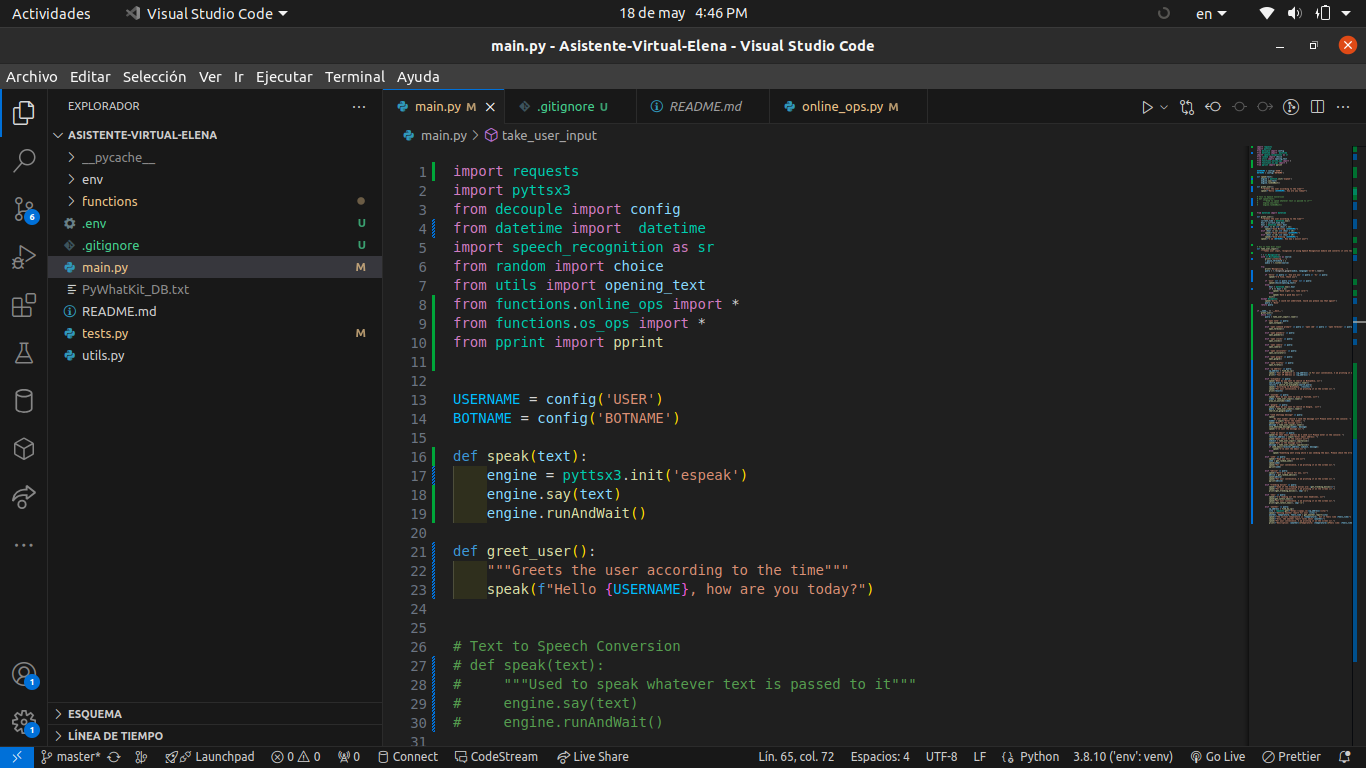 Actividades
Visual Studio Code
18 de may 4:46 PM
en
main.py - Asistente-Virtual-Elena - Visual Studio Code
Archivo Editar Selección Ver Ir Ejecutar Terminal Ayuda
EXPLORADOR
ASISTENTE-VIRTUAL-ELENA
__pycache__
env
functions
.env U
.gitignore U
main.py M
PyWhatKit_DB.txt
README.md
tests.py M
utils.py
ESQUEMA
LÍNEA DE TIEMPO
6
1
1
main.py M
.gitignore U
README.md
online_ops.py M
main.py > take_user_input
1 import requests
2 import pyttsx3
3 from decouple import config
4 from datetime import  datetime
5 import speech_recognition as sr
6 from random import choice
7 from utils import opening_text
8 from functions.online_ops import *
9 from functions.os_ops import *
10 from pprint import pprint
11
12
13 USERNAME = config('USER')
14 BOTNAME = config('BOTNAME')
15
16 def speak(text):
17     engine = pyttsx3.init('espeak')
18     engine.say(text)
19     engine.runAndWait()
20
21 def greet_user():
22     """Greets the user according to the time"""
23     speak(f"Hello {USERNAME}, how are you today?")
24
25
26 # Text to Speech Conversion
27 # def speak(text):
28 #     """Used to speak whatever text is passed to it"""
29 #     engine.say(text)
30 #     engine.runAndWait()
31
master* Launchpad 0 0 0 Connect CodeStream Live Share Lín. 65, col. 72 Espacios: 4 UTF-8 LF Python 3.8.10 ('env': venv) Go Live Prettier